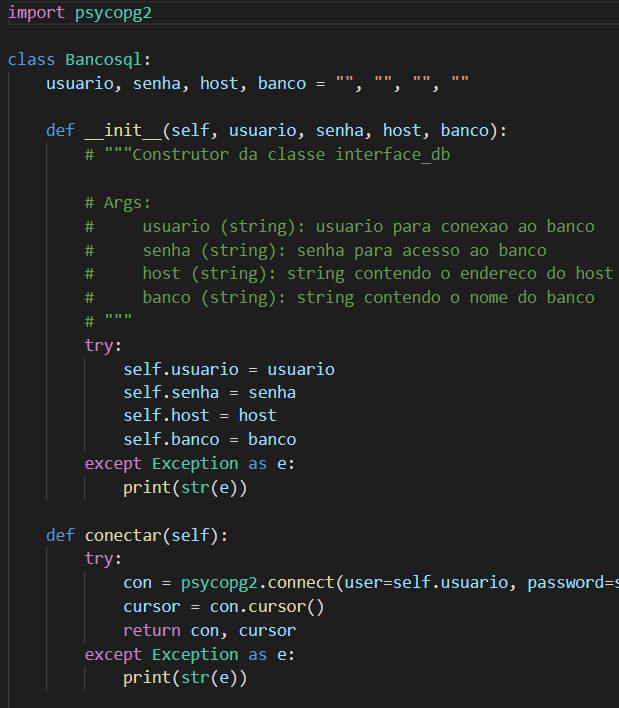 import psycopg2
class Bancosql:
usuario, senha, host, banco = "", "", "", ""
def __init__(self, usuario, senha, host, banco):
# """Construtor da classe interface_db
# Args:
#     usuario (string): usuario para conexao ao banco
#     senha (string): senha para acesso ao banco
#     host (string): string contendo o endereco do host
#     banco (string): string contendo o nome do banco
# """
try:
self.usuario = usuario
self.senha = senha
self.host = host
self.banco = banco
except Exception as e:
print(str(e))
def conectar(self):
try:
con = psycopg2.connect(user=self.usuario, password=s
cursor = con.cursor()
return con, cursor
except Exception as e:
print(str(e))